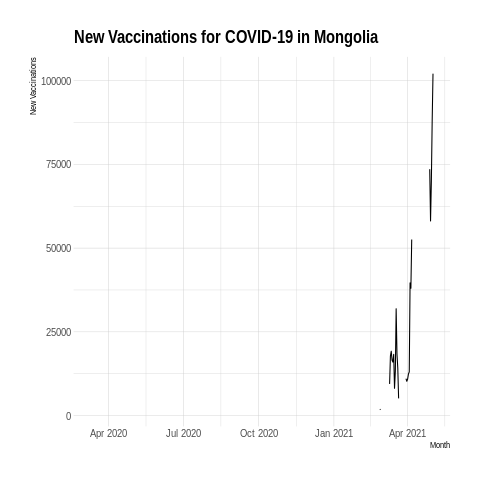 New Vaccinations for COVID-19 in Mongolia
New Vaccinations
100000
75000
50000
25000
0
Apr 2020 Jul 2020 Oct 2020 Jan 2021 Apr 2021
Month